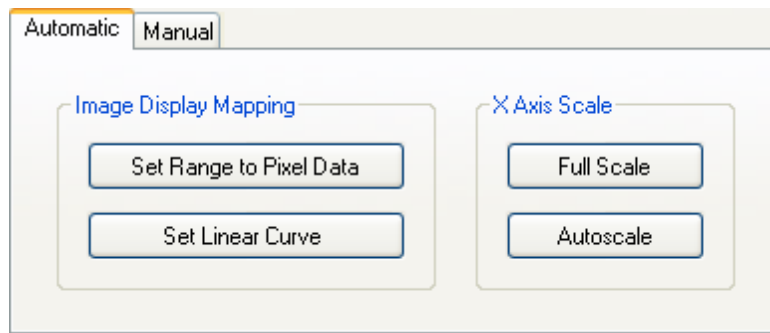 Automatic
Manual
Image Display Mapping
Set Range to Pixel Data
Set Linear Curve
X Axis Scale
Full Scale
Autoscale